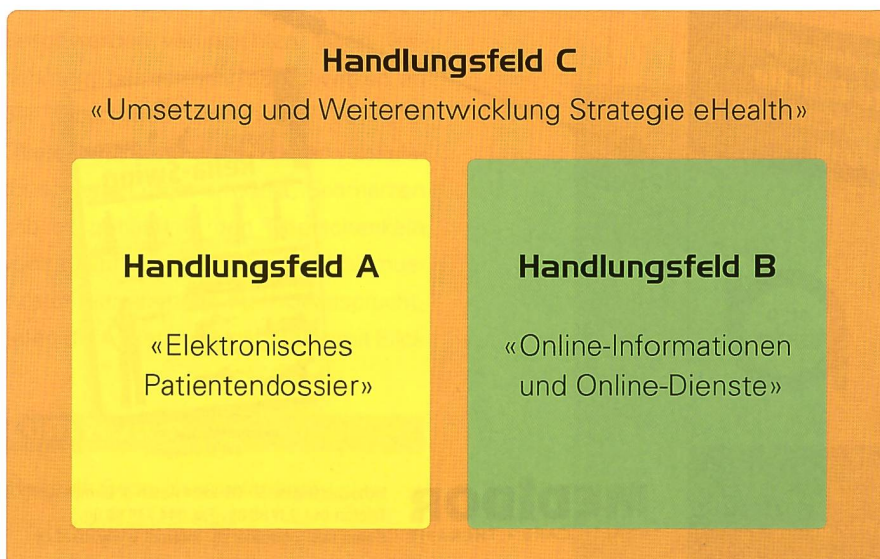 Handlungsfeld C
«Umsetzung und Weiterentwicklung Strategie eHealth»
Handlungsfeld A
«Elektronisches
Patientendossier»
Handlungsfeld B
«Online-Informationen
und Online-Dienste»